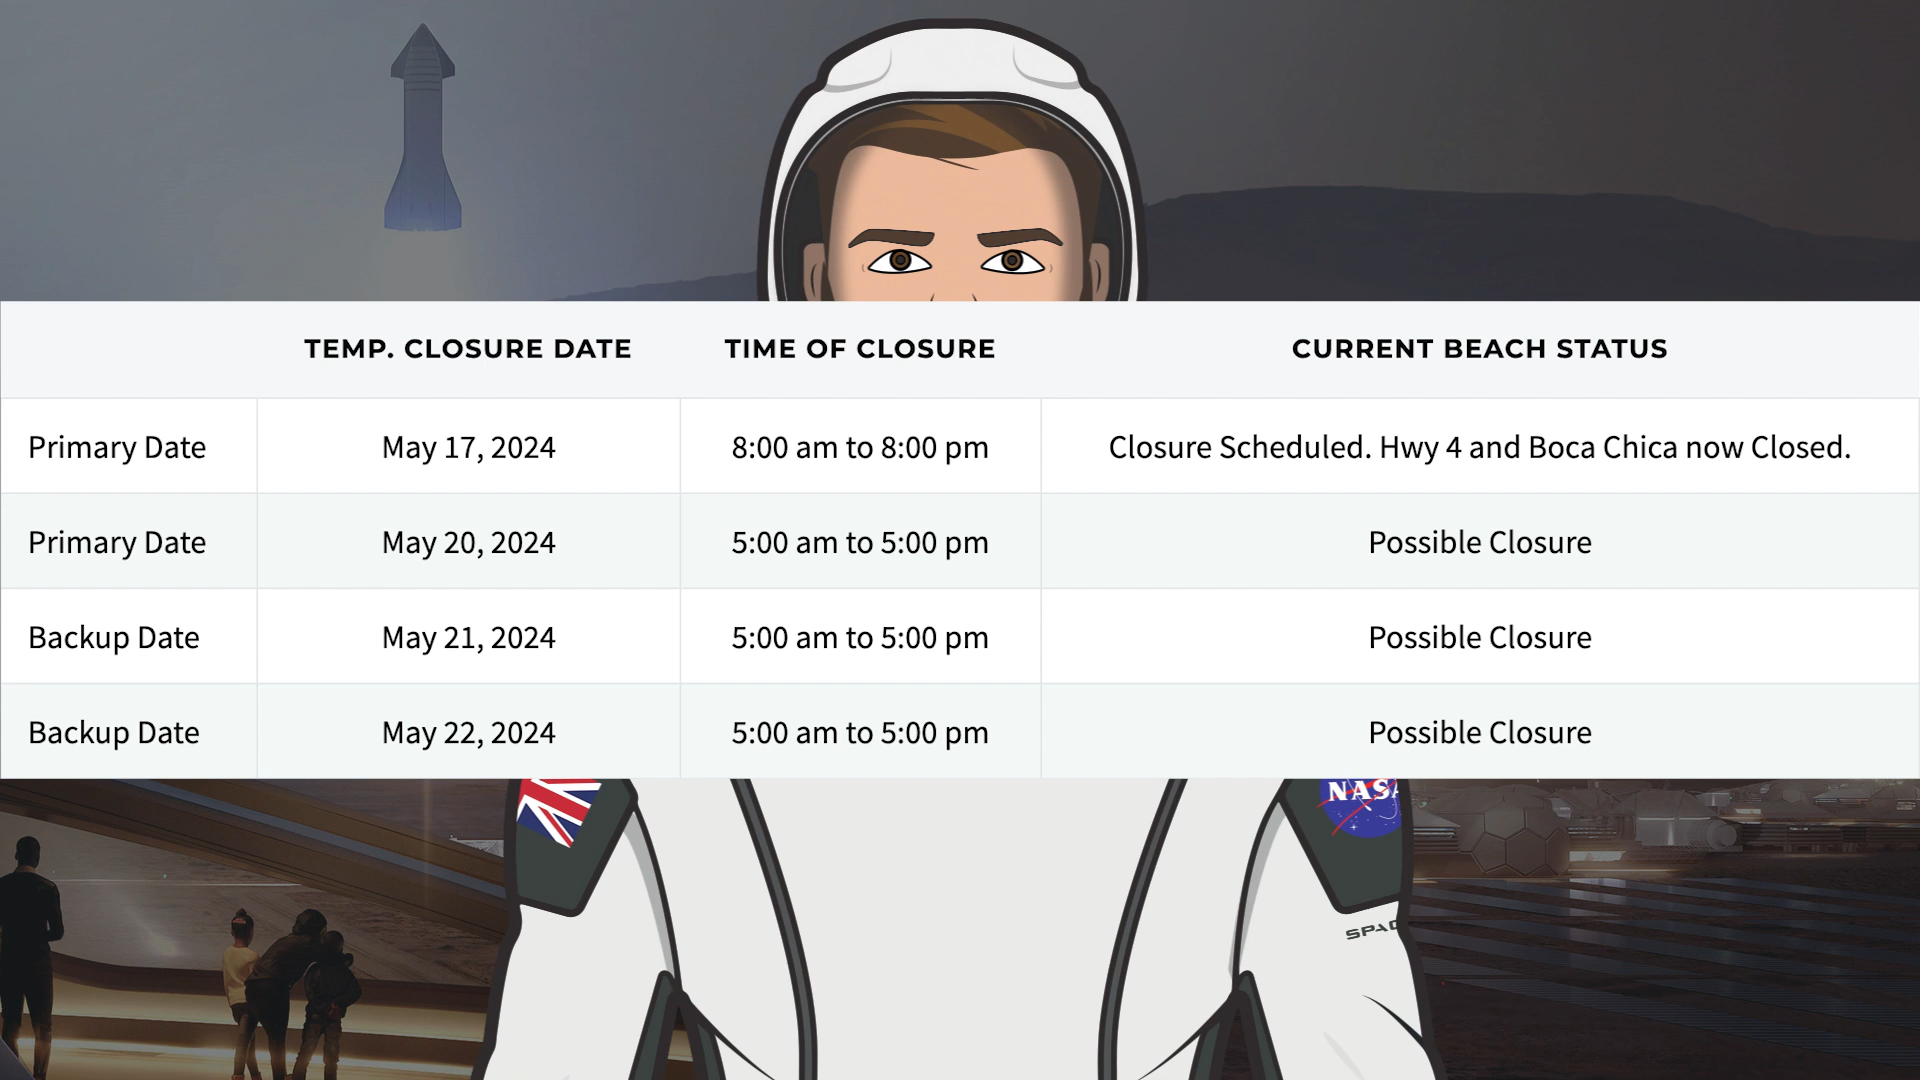 TEMP. CLOSURE DATE TIME OF CLOSURE CURRENT BEACH STATUS
Primary Date May 17, 2024 8:00 am to 8:00 pm Closure Scheduled. Hwy 4 and Boca Chica now Closed.
Primary Date May 20, 2024 5:00 am to 5:00 pm Possible Closure
Backup Date May 21, 2024 5:00 am to 5:00 pm Possible Closure
Backup Date May 22, 2024 5:00 am to 5:00 pm Possible Closure
NASA
SPAC